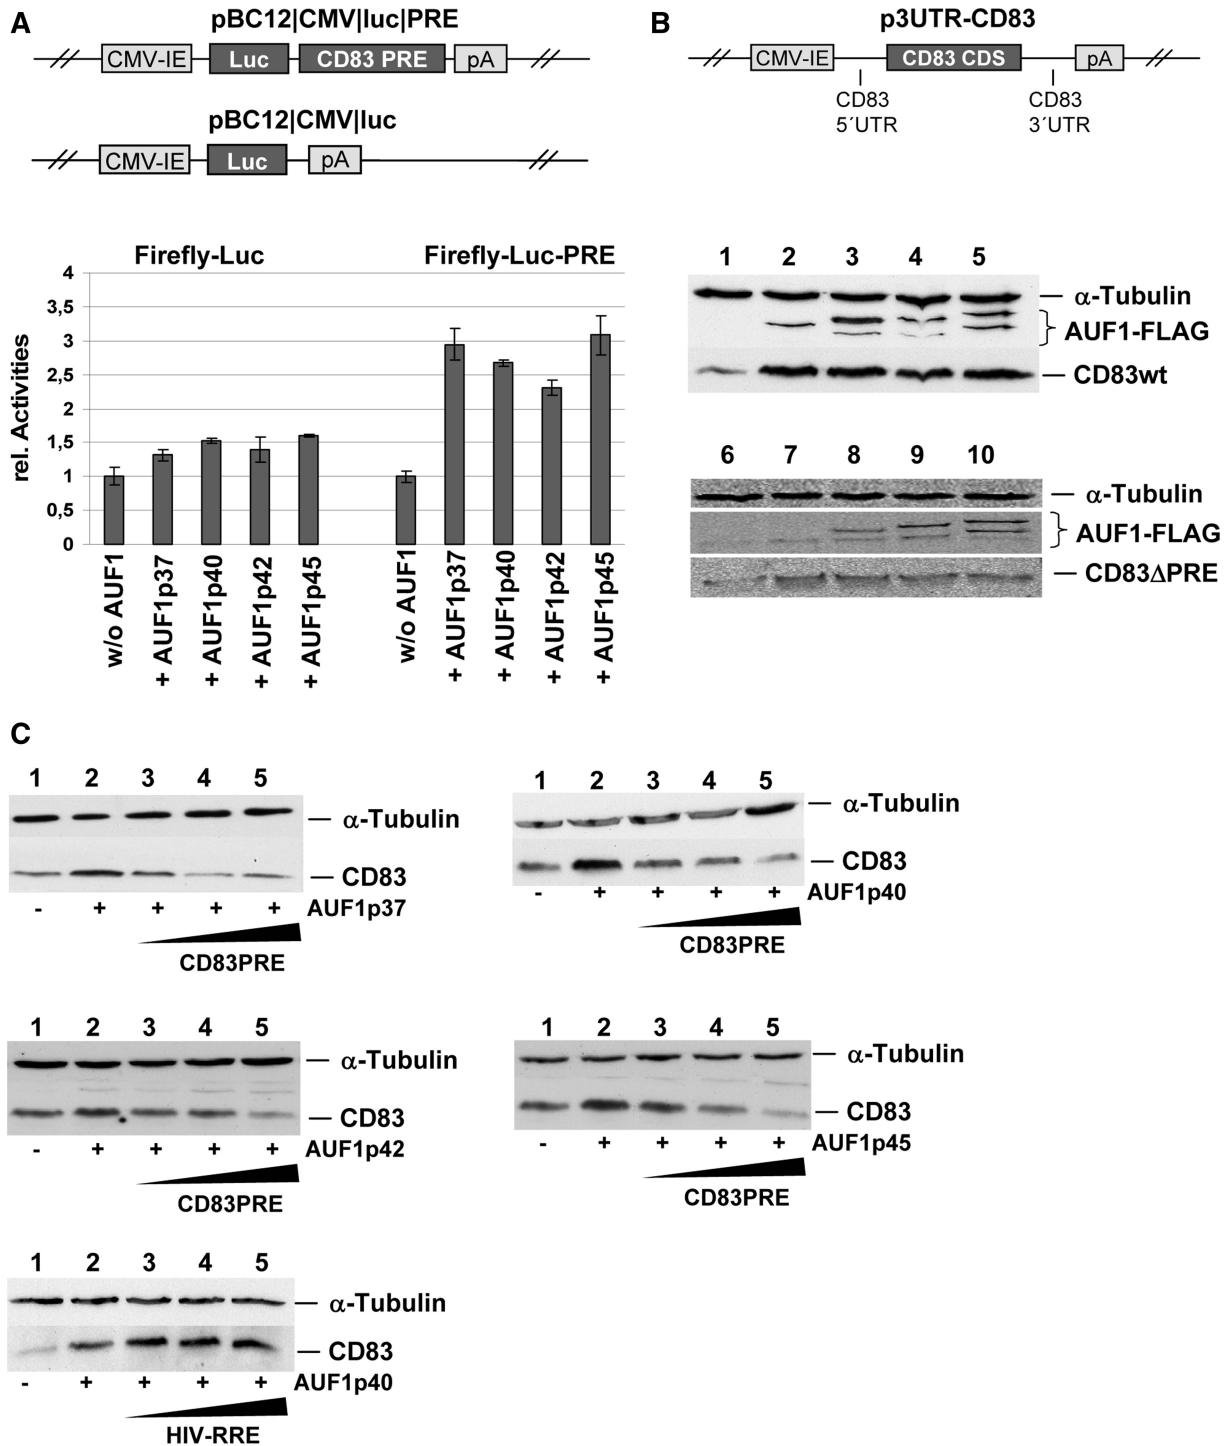 A
pBC12|CMV|luc|PRE
CMV-IE Luc CD83 PRE pA
pBC12|CMV|luc
CMV-IE Luc pA
Firefly-Luc Firefly-Luc-PRE
rel. Activities
4
3,5
3
2,5
2
1,5
1
0,5
0
w/o AUF1
+ AUF1p37
+ AUF1p40
+ AUF1p42
+ AUF1p45
w/o AUF1
+ AUF1p37
+ AUF1p40
+ AUF1p42
+ AUF1p45
B
p3UTR-CD83
CMV-IE CD83 CDS pA
CD83 5´UTR
CD83 3´UTR
1 2 3 4 5
α-Tubulin
AUF1-FLAG
CD83wt
6 7 8 9 10
α-Tubulin
AUF1-FLAG
CD83ΔPRE
C
1 2 3 4 5
α-Tubulin
CD83
- + + + + AUF1p37
CD83PRE
1 2 3 4 5
α-Tubulin
CD83
- + + + + AUF1p40
CD83PRE
1 2 3 4 5
α-Tubulin
CD83
- + + + + AUF1p42
CD83PRE
1 2 3 4 5
α-Tubulin
CD83
- + + + + AUF1p45
CD83PRE
1 2 3 4 5
α-Tubulin
CD83
- + + + + AUF1p40
HIV-RRE